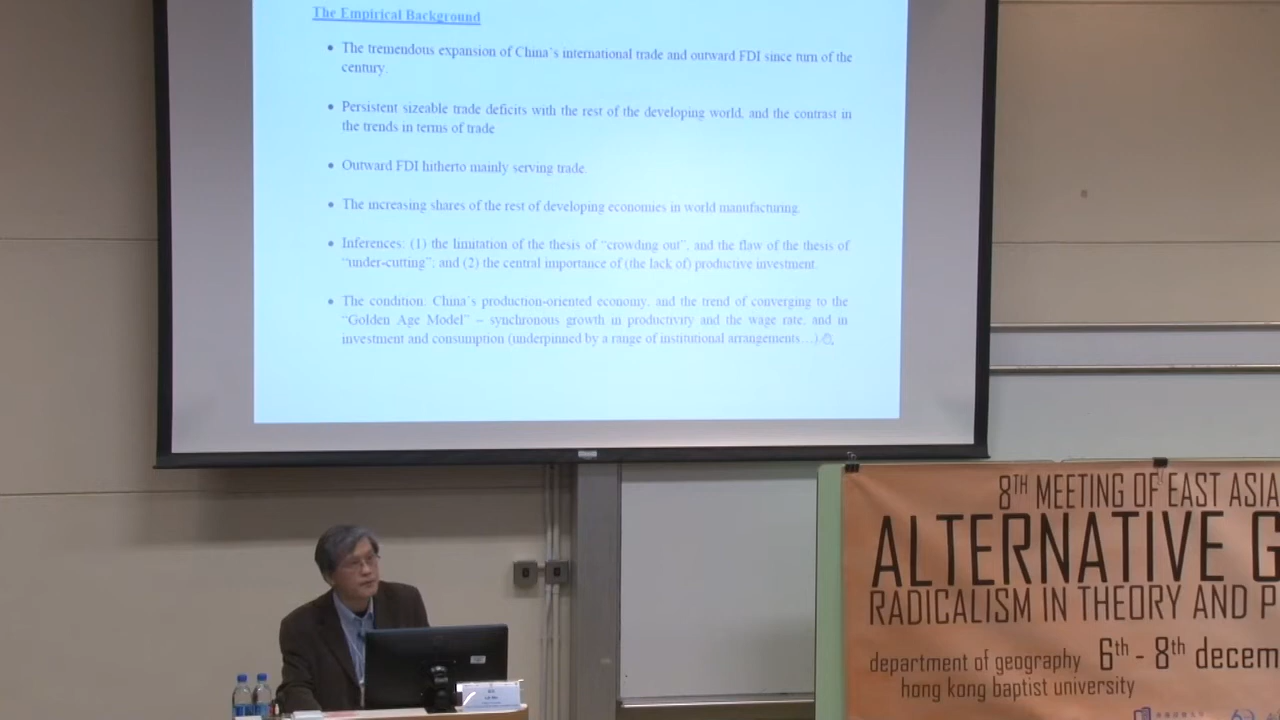 The Empirical Background
• The tremendous expansion of China's international trade and outward FDI since turn of the
century.
• Persistent sizeable trade deficits with the rest of the developing world, and the contrast in
the trends in terms of trade
• Outward FDI hitherto mainly serving trade.
• The increasing shares of the rest of developing economies in world manufacturing.
• Inferences: (1) the limitation of the thesis of “crowding out”, and the flaw of the thesis of
“under-cutting”; and (2) the central importance of (the lack of) productive investment.
• The condition: China's production-oriented economy, and the trend of converging to the
“Golden Age Model” – synchronous growth in productivity and the wage rate, and in
investment and consumption (underpinned by a range of institutional arrangements…).
8TH MEETING OF EAST ASIA
ALTERNATIVE G
RADICALISM IN THEORY AND P
department of geography 6th - 8th decem
hong kong baptist university